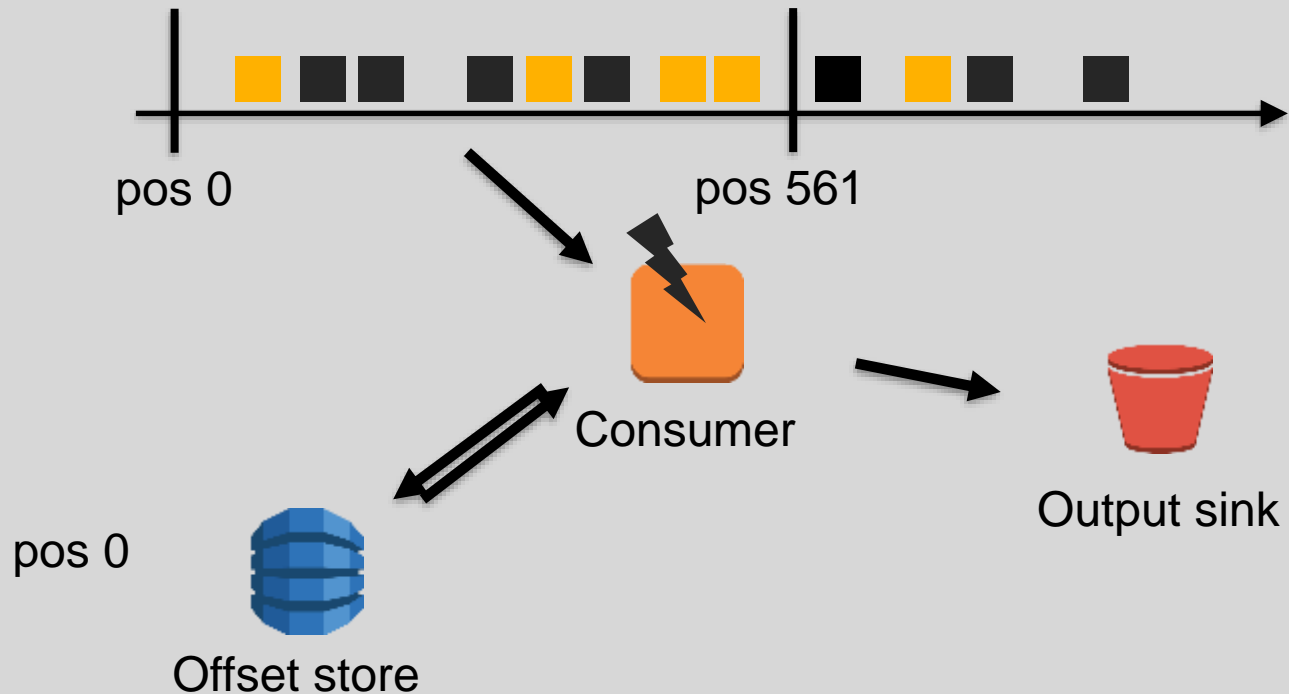 pos 0
pos 561
Consumer
Output sink
pos 0
Offset store